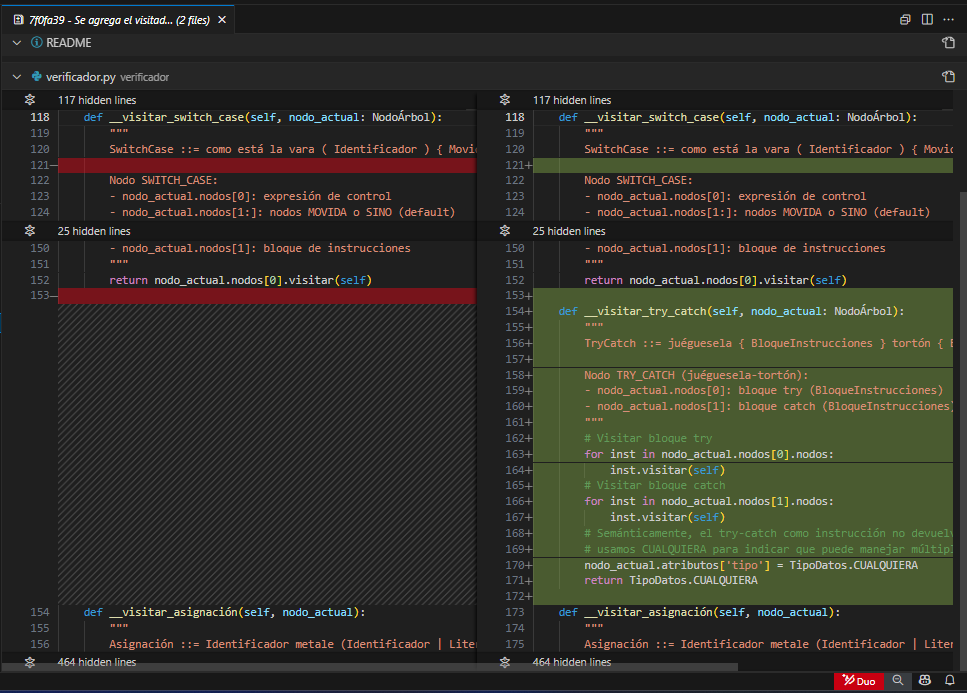 7f0fa39 - Se agrega el visitad... (2 files)
README
verificador.py verificador
117 hidden lines
118 def __visitar_switch_case(self, nodo_actual: NodoÁrbol):
119 """
120 SwitchCase ::= como está la vara ( Identificador ) { Movi
121–
122 Nodo SWITCH_CASE:
123 - nodo_actual.nodos[0]: expresión de control
124 - nodo_actual.nodos[1:]: nodos MOVIDA o SINO (default)
25 hidden lines
150 - nodo_actual.nodos[1]: bloque de instrucciones
151 """
152 return nodo_actual.nodos[0].visitar(self)
153–
154 def __visitar_asignación(self, nodo_actual):
155 """
156 Asignación ::= Identificador metale (Identificador | Lite
464 hidden lines
117 hidden lines
118 def __visitar_switch_case(self, nodo_actual: NodoÁrbol):
119 """
120 SwitchCase ::= como está la vara ( Identificador ) { Movi
121+
122 Nodo SWITCH_CASE:
123 - nodo_actual.nodos[0]: expresión de control
124 - nodo_actual.nodos[1:]: nodos MOVIDA o SINO (default)
25 hidden lines
150 - nodo_actual.nodos[1]: bloque de instrucciones
151 """
152 return nodo_actual.nodos[0].visitar(self)
153+
154+ def __visitar_try_catch(self, nodo_actual: NodoÁrbol):
155+ """
156+ TryCatch ::= juéguesela { BloqueInstrucciones } tortón {
157+
158+ Nodo TRY_CATCH (juéguesela-tortón):
159+ - nodo_actual.nodos[0]: bloque try (BloqueInstrucciones)
160+ - nodo_actual.nodos[1]: bloque catch (BloqueInstrucciones)
161+ """
162+ # Visitar bloque try
163+ for inst in nodo_actual.nodos[0].nodos:
164+ inst.visitar(self)
165+ # Visitar bloque catch
166+ for inst in nodo_actual.nodos[1].nodos:
167+ inst.visitar(self)
168+ # Semánticamente, el try-catch como instrucción no devuelv
169+ # usamos CUALQUIERA para indicar que puede manejar múltipl
170+ nodo_actual.atributos['tipo'] = TipoDatos.CUALQUIERA
171+ return TipoDatos.CUALQUIERA
172+
173 def __visitar_asignación(self, nodo_actual):
174 """
175 Asignación ::= Identificador metale (Identificador | Liter
464 hidden lines
Duo